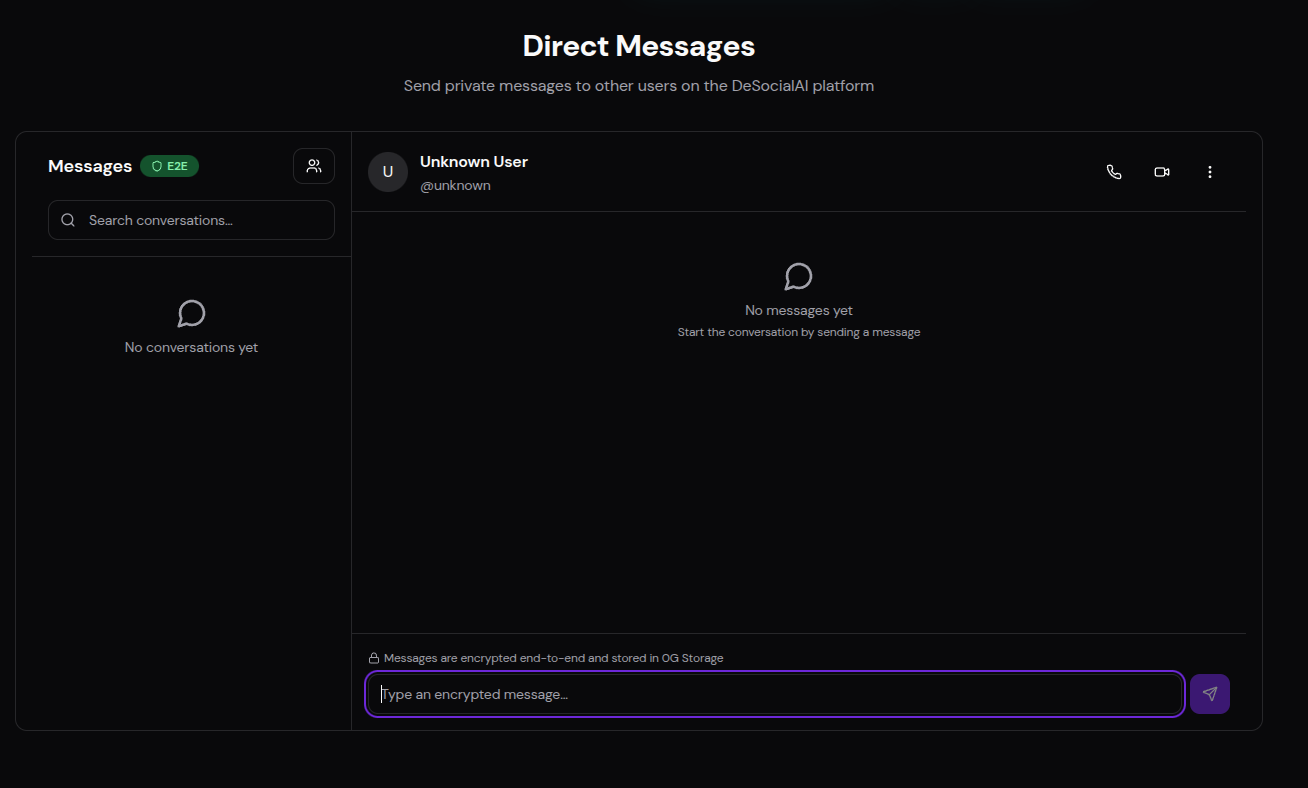 Direct Messages
Send private messages to other users on the DeSocialAI platform
Messages
E2E
Search conversations...
No conversations yet
U
Unknown User
@unknown
No messages yet
Start the conversation by sending a message
Messages are encrypted end-to-end and stored in 0G Storage
Type an encrypted message...